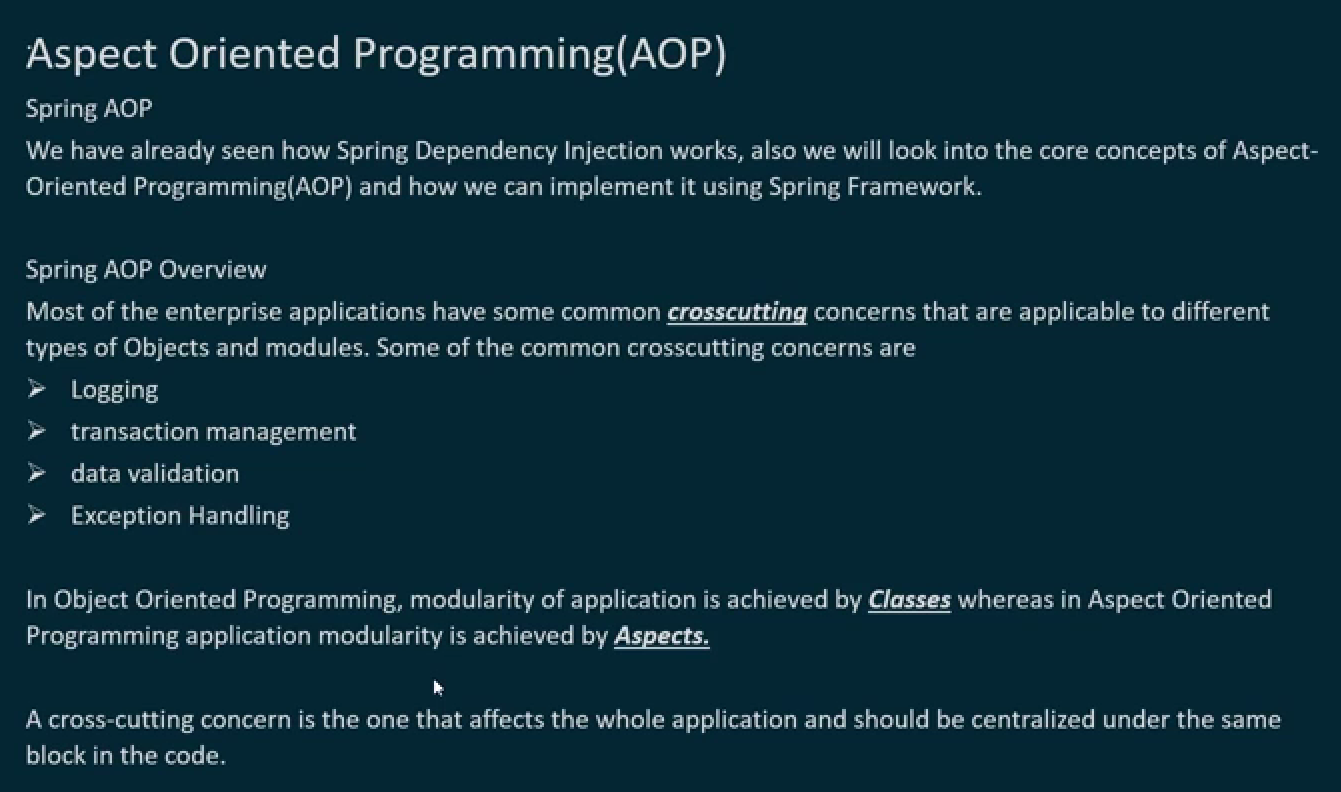 Aspect Oriented Programming(AOP)
Spring AOP
We have already seen how Spring Dependency Injection works, also we will look into the core concepts of Aspect-
Oriented Programming(AOP) and how we can implement it using Spring Framework.
Spring AOP Overview
Most of the enterprise applications have some common crosscutting concerns that are applicable to different
types of Objects and modules. Some of the common crosscutting concerns are
➢ Logging
➢ transaction management
➢ data validation
➢ Exception Handling
In Object Oriented Programming, modularity of application is achieved by Classes whereas in Aspect Oriented
Programming application modularity is achieved by Aspects.
A cross-cutting concern is the one that affects the whole application and should be centralized under the same
block in the code.